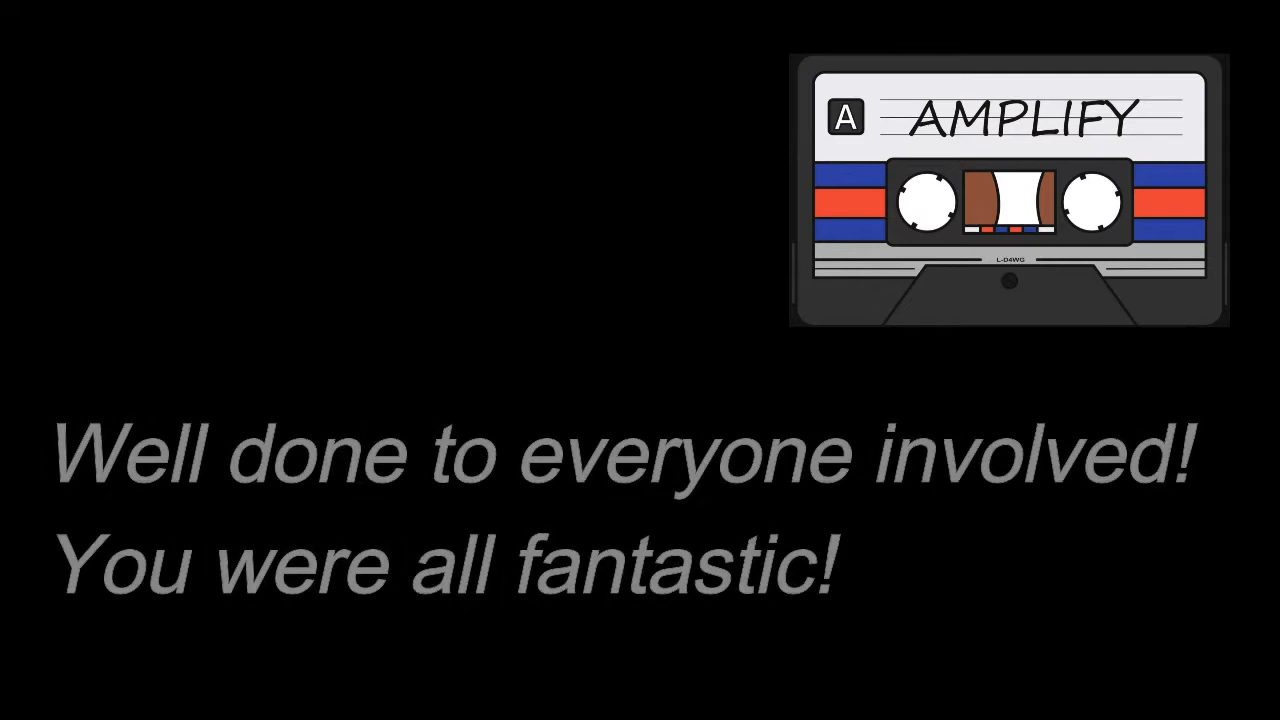 A
AMPLIFY
L-D4WG
Well done to everyone involved!
You were all fantastic!